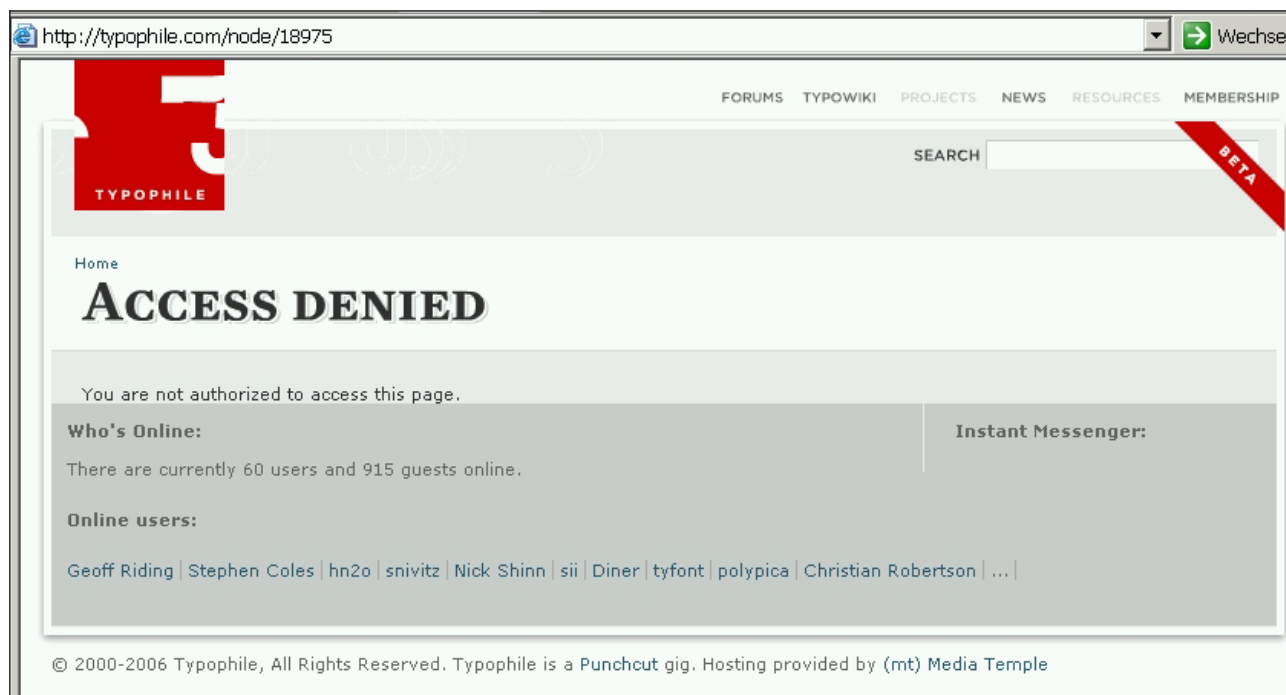 http://typophile.com/node/18975 Wechse
FORUMS TYPOWIKI PROJECTS NEWS RESOURCES MEMBERSHIP
SEARCH
BETA
TYPOPHILE
Home
ACCESS DENIED
You are not authorized to access this page.
Who's Online: Instant Messenger:
There are currently 60 users and 915 guests online.
Online users:
Geoff Riding | Stephen Coles | hn2o | snivitz | Nick Shinn | sii | Diner | tyfont | polypica | Christian Robertson | ... |
© 2000-2006 Typophile, All Rights Reserved. Typophile is a Punchcut gig. Hosting provided by (mt) Media Temple